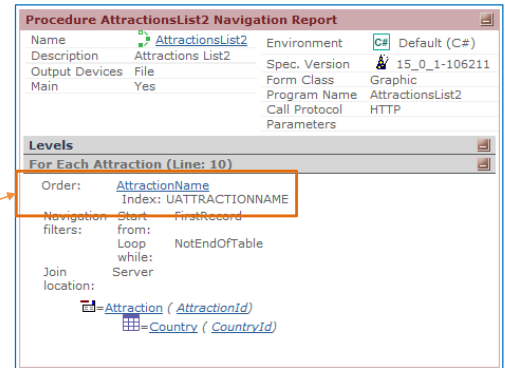 Procedure AttractionsList2 Navigation Report
Name AttractionsList2
Description Attractions List2
Output Devices File
Main Yes
Environment C# Default (C#)
Spec. Version 15_0_1-106211
Form Class Graphic
Program Name AttractionsList2
Call Protocol HTTP
Parameters
Levels
For Each Attraction (Line: 10)
Order: AttractionName
Index: UATTRACTIONNAME
Navigation Start FirstRecord
filters: from:
Loop NotEndOfTable
while:
Join Server
location:
=Attraction ( AttractionId)
=Country ( CountryId)